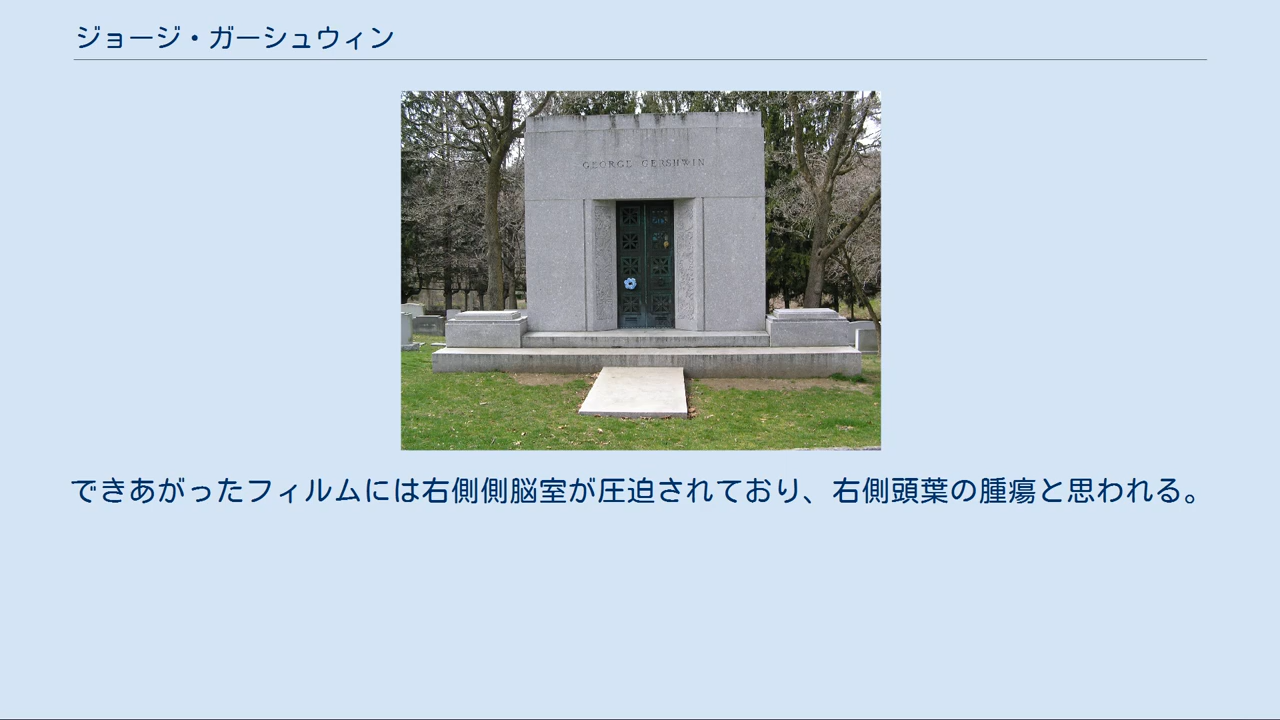 ジョージ・ガーシュウィン
GEORGE GERSHWIN
できあがったフィルムには右側側脳室が圧迫されており、右側頭葉の腫瘍と思われる。